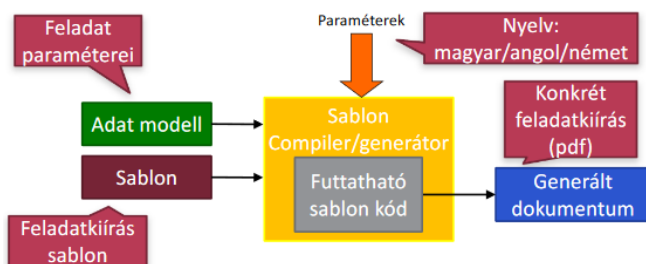 Feladat
paraméterei
Paraméterek
Nyelv:
magyar/angol/német
Adat modell
Sablon
Compiler/generátor
Konkrét
feladatkiírás
(pdf)
Sablon
Futtatható
sablon kód
Generált
dokumentum
Feladatkiírás
sablon